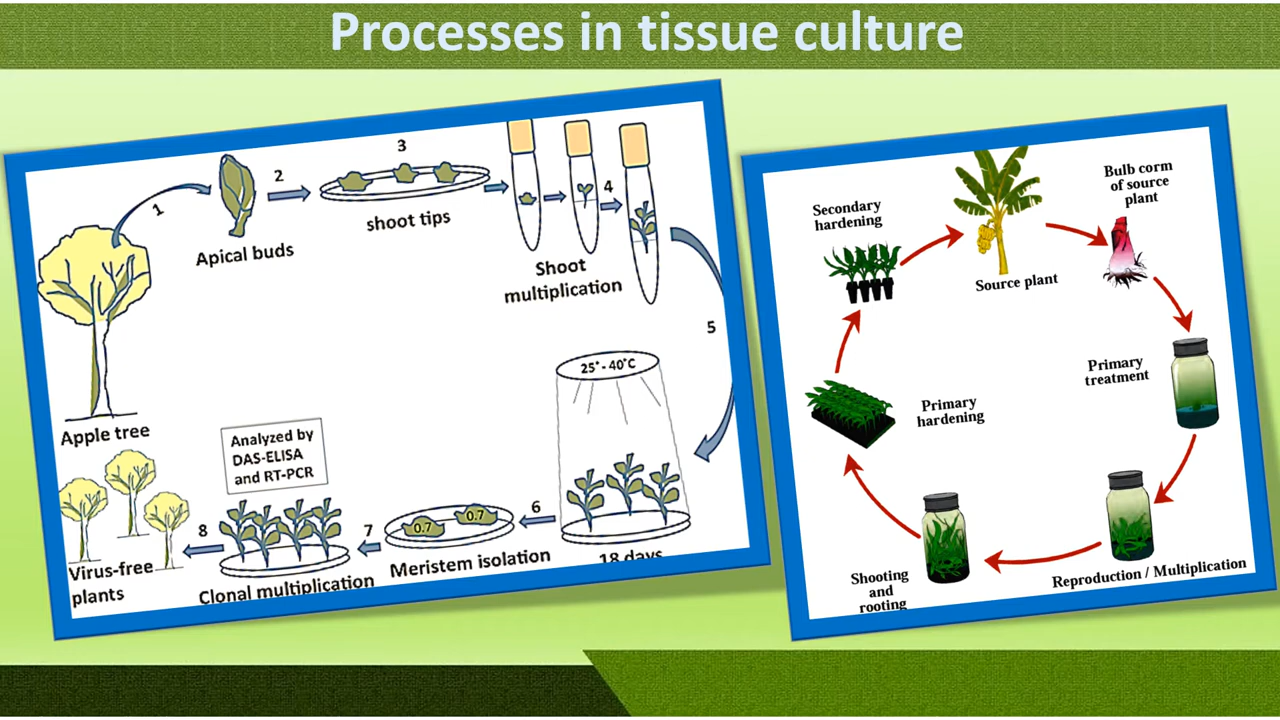 Processes in tissue culture
1
2
3
4
Apical buds
shoot tips
Shoot
multiplication
5
25°- 40°C
Apple tree
Analyzed by
DAS-ELISA
and RT-PCR
0.7
0.7
6
7
8
18 days
Meristem isolation
Clonal multiplication
Virus-free
plants
Secondary
hardening
Source plant
Bulb corm
of source
plant
Primary
treatment
Primary
hardening
Shooting
and
rooting
Reproduction / Multiplication